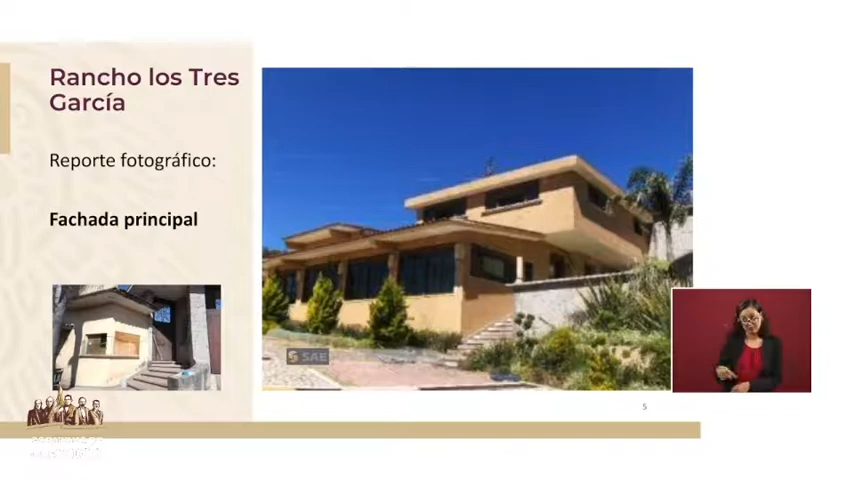 Rancho los Tres
García
Reporte fotográfico:
Fachada principal
SAE
5